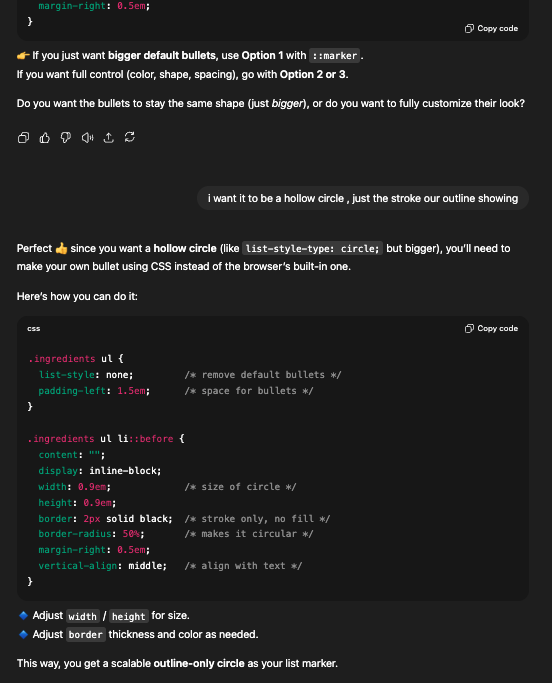 margin-right: 0.5em;
}
Copy code
👉 If you just want bigger default bullets, use Option 1 with ::marker.
If you want full control (color, shape, spacing), go with Option 2 or 3.
Do you want the bullets to stay the same shape (just bigger), or do you want to fully customize their look?
i want it to be a hollow circle , just the stroke our outline showing
Perfect 👍 since you want a hollow circle (like list-style-type: circle; but bigger), you'll need to
make your own bullet using CSS instead of the browser's built-in one.
Here's how you can do it:
css
Copy code
.ingredients ul {
list-style: none; /* remove default bullets */
padding-left: 1.5em; /* space for bullets */
}
.ingredients ul li::before {
content: "";
display: inline-block;
width: 0.9em; /* size of circle */
height: 0.9em;
border: 2px solid black; /* stroke only, no fill */
border-radius: 50%; /* makes it circular */
margin-right: 0.5em;
vertical-align: middle; /* align with text */
}
🔹 Adjust width / height for size.
🔹 Adjust border thickness and color as needed.
This way, you get a scalable outline-only circle as your list marker.